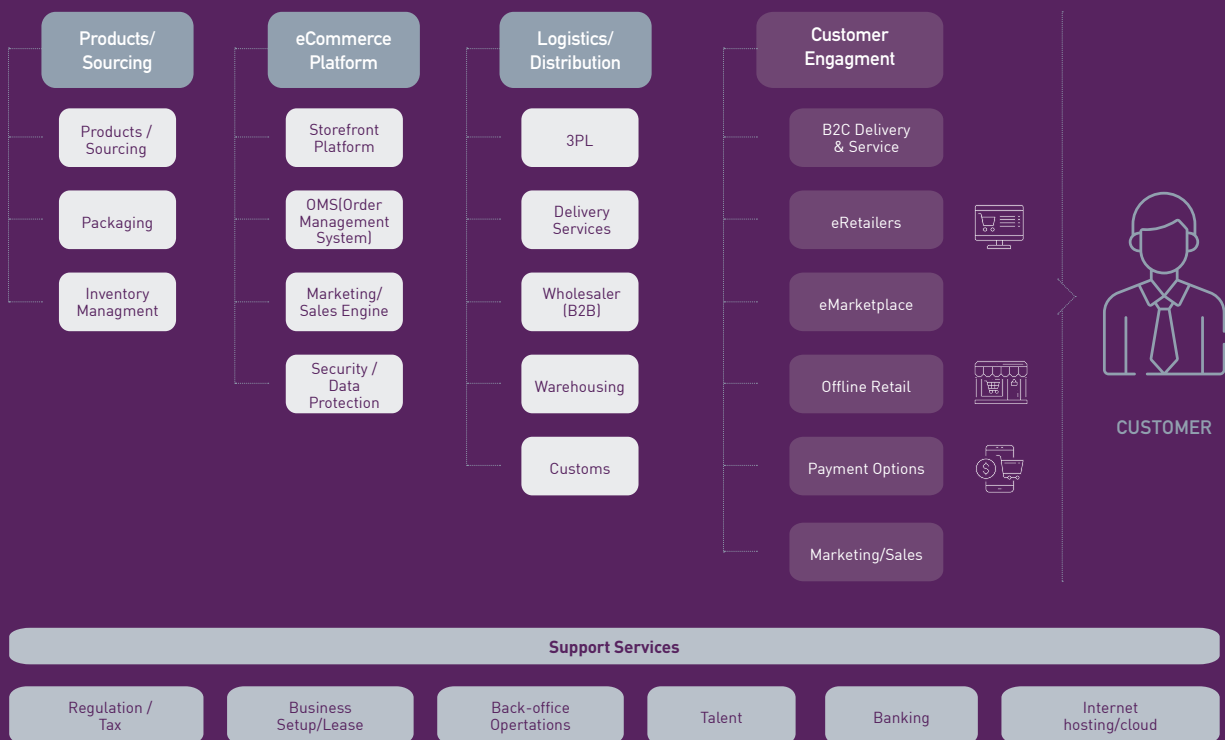 Products/
Sourcing
Products /
Sourcing
Packaging
Inventory
Managment
eCommerce
Platform
Storefront
Platform
OMS(Order
Management
System)
Marketing/
Sales Engine
Security /
Data
Protection
Logistics/
Distribution
3PL
Delivery
Services
Wholesaler
(B2B)
Warehousing
Customs
Customer
Engagment
B2C Delivery
& Service
eRetailers
eMarketplace
Offline Retail
Payment Options
$
Marketing/Sales
CUSTOMER
Support Services
Regulation /
Tax
Business
Setup/Lease
Back-office
Opertations
Talent
Banking
Internet
hosting/cloud